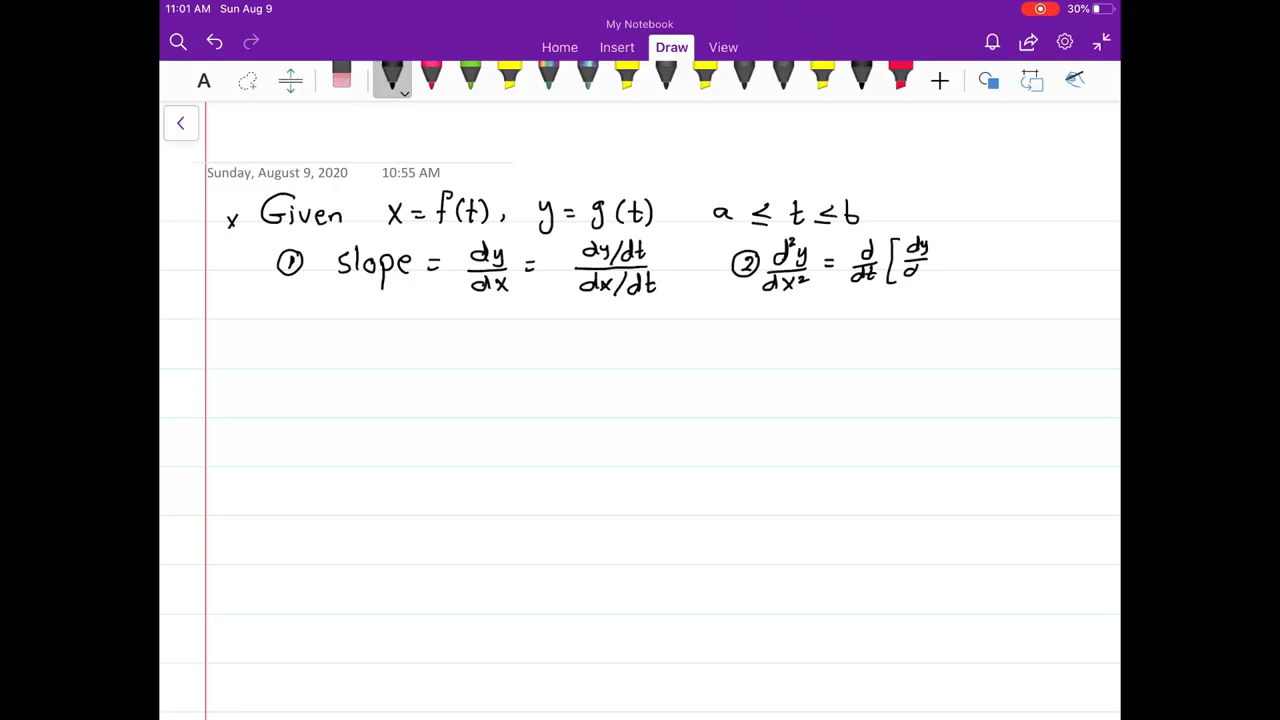 11:01 AM Sun Aug 9 30%
My Notebook
Home Insert Draw View
A
Sunday, August 9, 2020 10:55 AM
x Given x = f(t), y = g(t) a ≤ t ≤ b
① slope = dy/dx = (dy/dt)/(dx/dt) ② d²y/dx² = d/dt [ dy/d